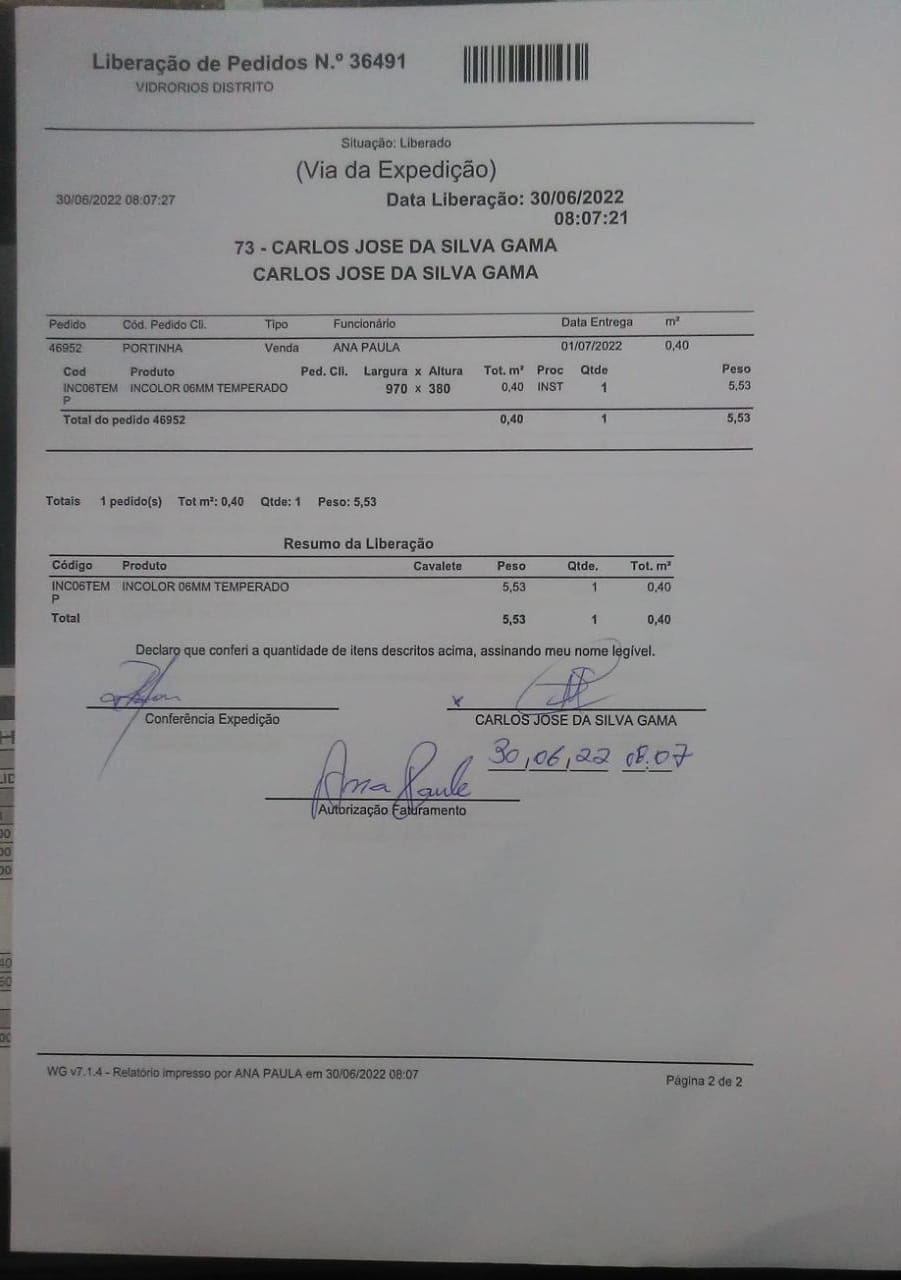 Liberação de Pedidos N.º 36491
VIDRORIOS DISTRITO
Situação: Liberado
(Via da Expedição)
30/06/2022 08:07:27
Data Liberação: 30/06/2022
08:07:21
73 - CARLOS JOSE DA SILVA GAMA
CARLOS JOSE DA SILVA GAMA
Pedido Cód. Pedido Cli. Tipo Funcionário Data Entrega m²
46952 PORTINHA Venda ANA PAULA 01/07/2022 0,40
Cod Produto Ped. Cli. Largura x Altura Tot. m² Proc Qtde Peso
INC06TEM INCOLOR 06MM TEMPERADO 970 x 380 0,40 INST 1 5,53
P
Total do pedido 46952 0,40 1 5,53
Totais 1 pedido(s) Tot m²: 0,40 Qtde: 1 Peso: 5,53
Resumo da Liberação
Código Produto Cavalete Peso Qtde. Tot. m²
INC06TEM INCOLOR 06MM TEMPERADO 5,53 1 0,40
P
Total 5,53 1 0,40
Declaro que conferi a quantidade de itens descritos acima, assinando meu nome legível.
x
Conferência Expedição CARLOS JOSE DA SILVA GAMA
30,06,22 08:07
Ana Paula
Autorização Faturamento
WG v7.1.4 - Relatório impresso por ANA PAULA em 30/06/2022 08:07
Página 2 de 2